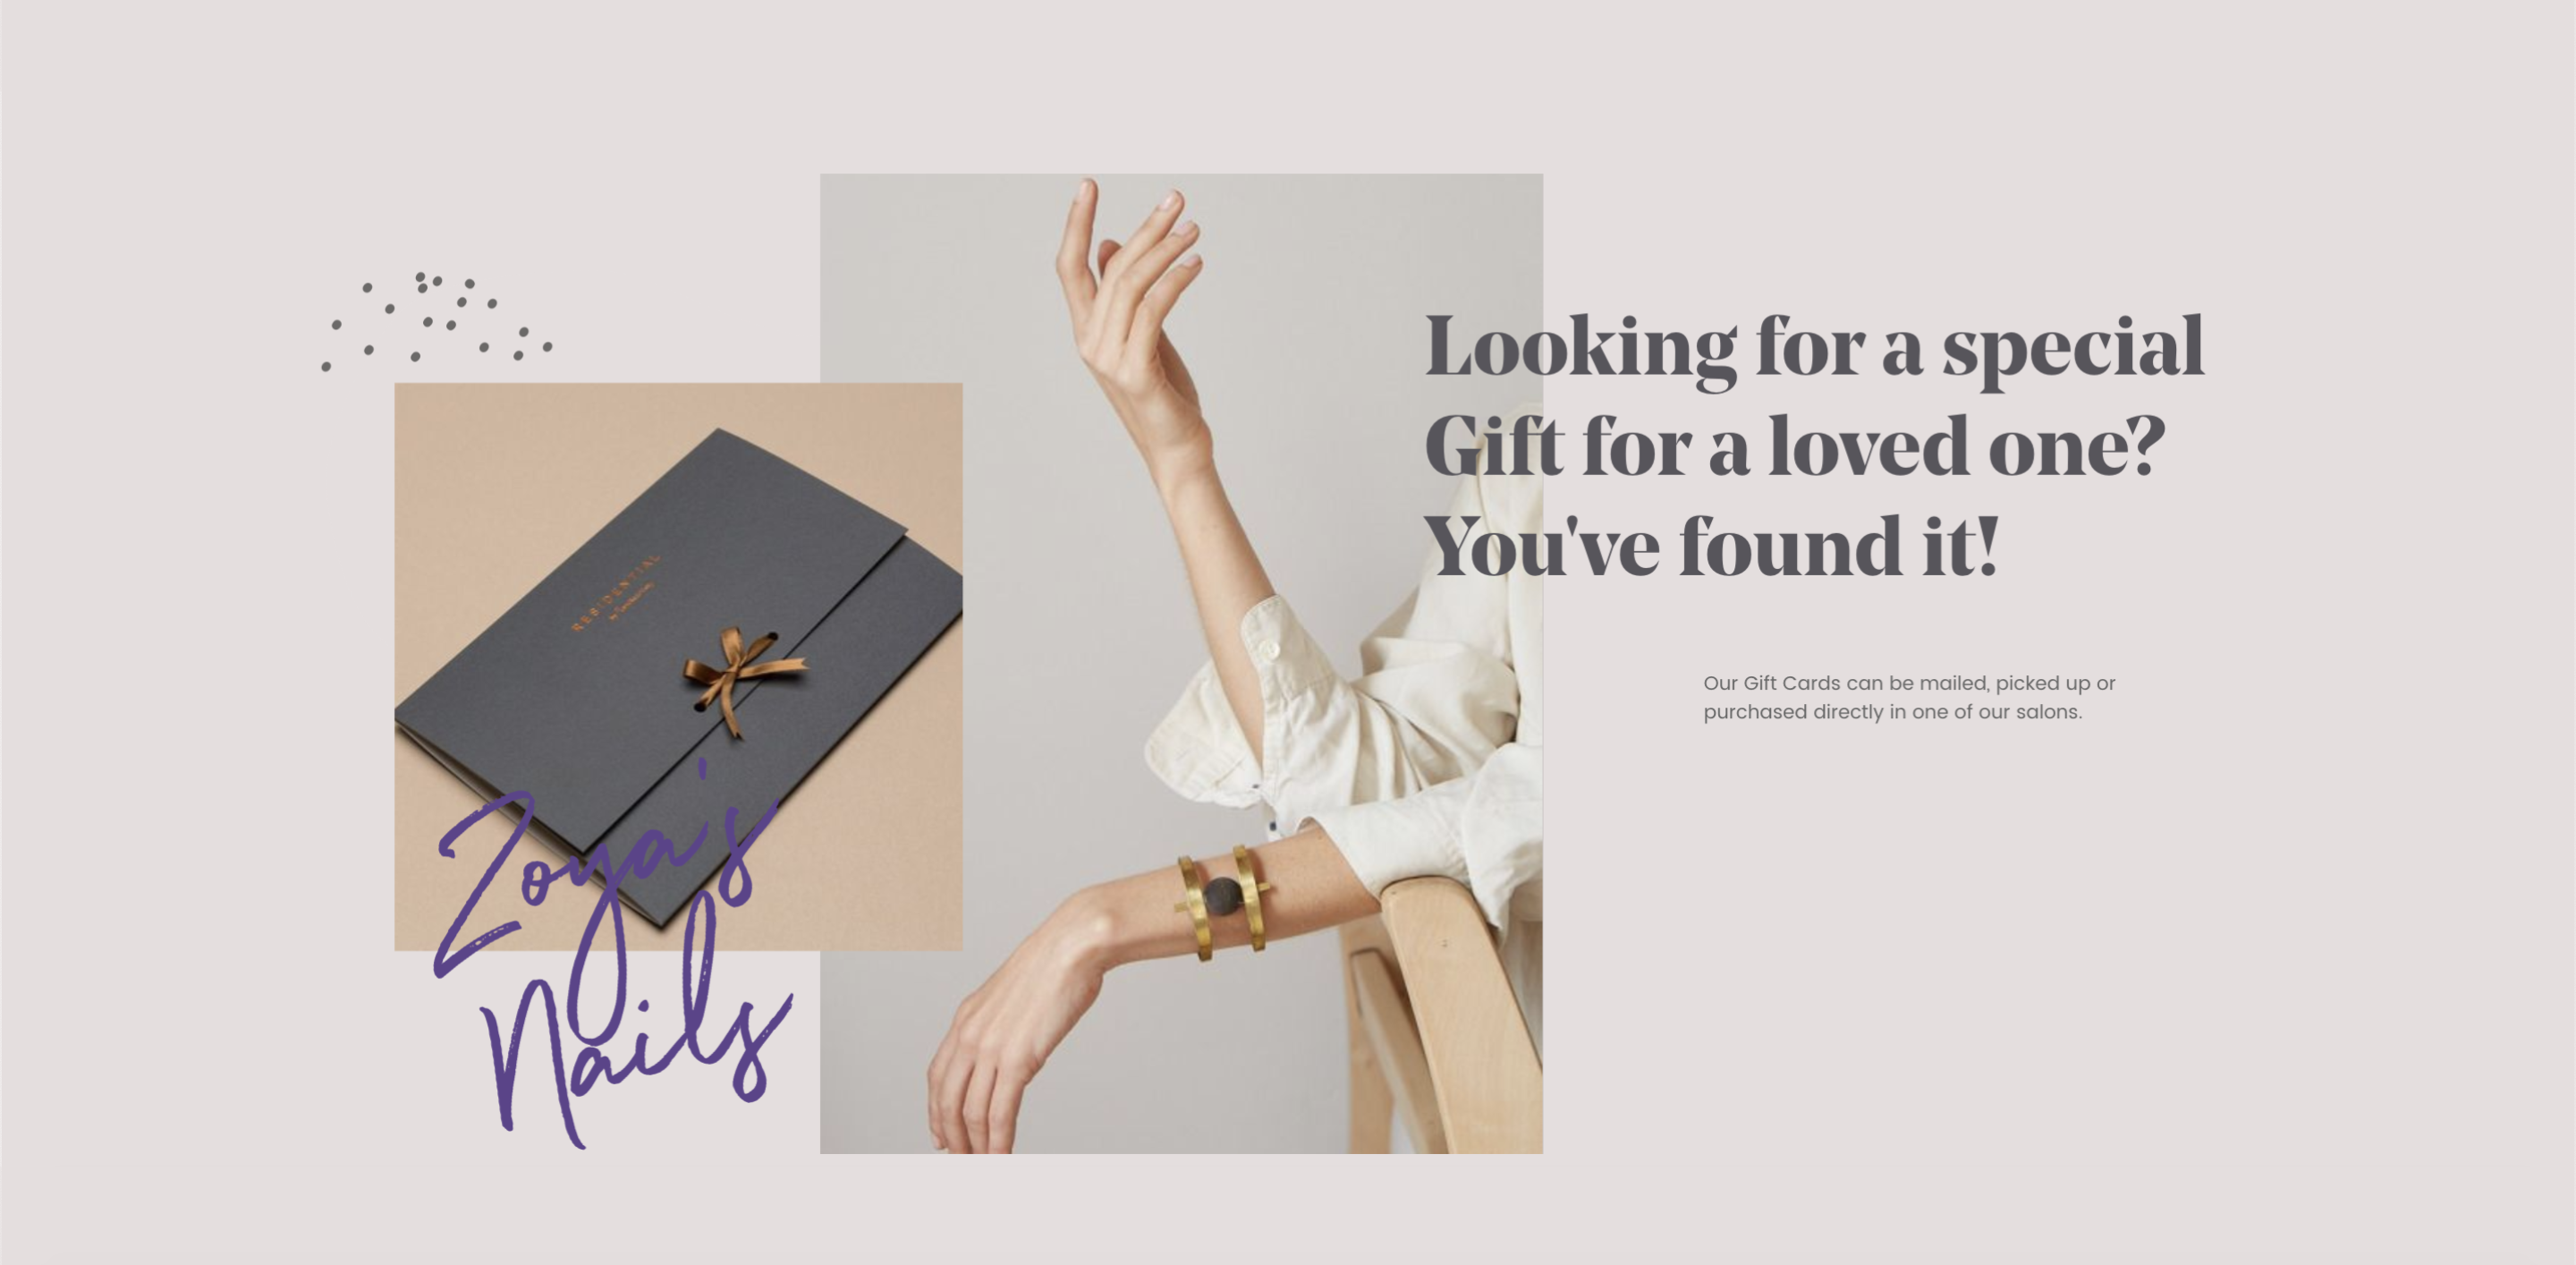 Looking for a special
Gift for a loved one?
You've found it!
Our Gift Cards can be mailed, picked up or
purchased directly in one of our salons.
RESIDENTIAL
by
Zoya's
Nails